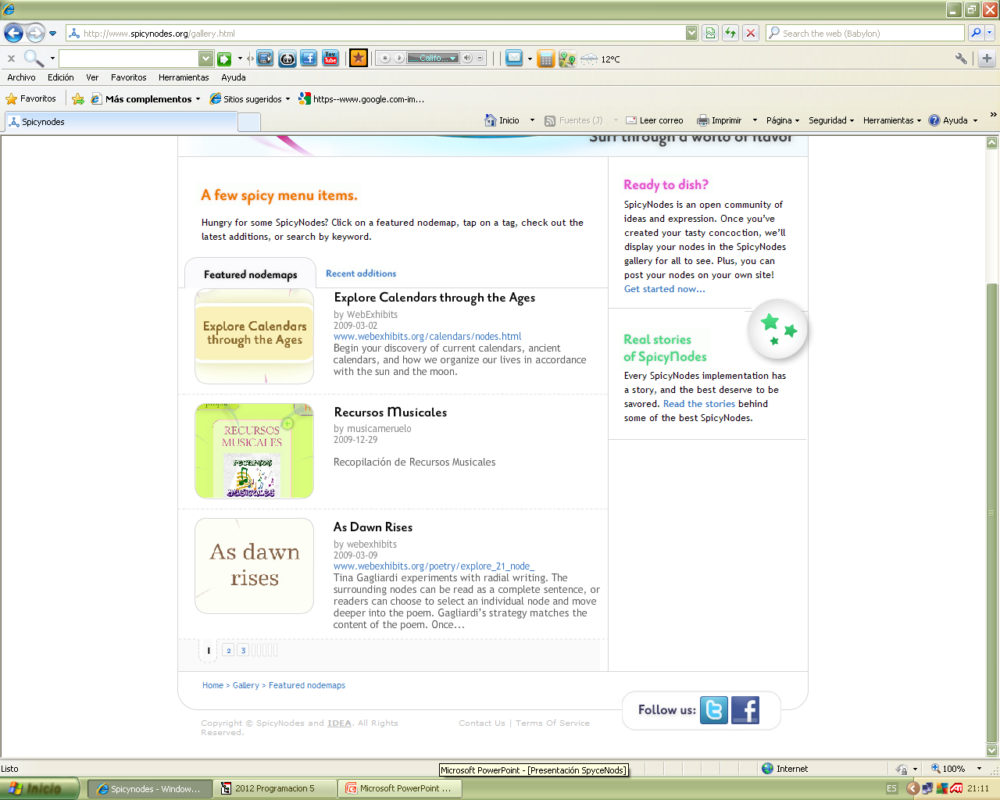 http://www.spicynodes.org/gallery.html
Search the web (Babylon)
Califo...
You Tube
12°C
Archivo Edición Ver Favoritos Herramientas Ayuda
Favoritos Más complementos Sitios sugeridos https--www.google.com-im...
Spicynodes
Inicio Fuentes (J) Leer correo Imprimir Página Seguridad Herramientas Ayuda
Surf through a world of flavor
A few spicy menu items.
Hungry for some SpicyNodes? Click on a featured nodemap, tap on a tag, check out the
latest additions, or search by keyword.
Featured nodemaps Recent additions
Explore Calendars
through the Ages
Explore Calendars through the Ages
by WebExhibits
2009-03-02
www.webexhibits.org/calendars/nodes.html
Begin your discovery of current calendars, ancient
calendars, and how we organize our lives in accordance
with the sun and the moon.
RECURSOS
MUSICALES
RECURSOS
MUSICALES
Recursos Musicales
by musicameruelo
2009-12-29
Recopilación de Recursos Musicales
As dawn
rises
As Dawn Rises
by webexhibits
2009-03-09
www.webexhibits.org/poetry/explore_21_node_
Tina Gagliardi experiments with radial writing. The
surrounding nodes can be read as a complete sentence, or
readers can choose to select an individual node and move
deeper into the poem. Gagliardi's strategy matches the
content of the poem. Once...
1 2 3
Ready to dish?
SpicyNodes is an open community of
ideas and expression. Once you've
created your tasty concoction, we'll
display your nodes in the SpicyNodes
gallery for all to see. Plus, you can
post your nodes on your own site!
Get started now...
Real stories
of SpicyNodes
Every SpicyNodes implementation has
a story, and the best deserve to be
savored. Read the stories behind
some of the best SpicyNodes.
Home > Gallery > Featured nodemaps
Follow us:
Copyright © SpicyNodes and IDEA. All Rights
Reserved.
Contact Us | Terms Of Service
Listo
Microsoft PowerPoint - [Presentación SpyceNods]
Internet
100%
Inicio
Spicynodes - Window...
2012 Programacion 5
Microsoft PowerPoint ...
ES
21:11